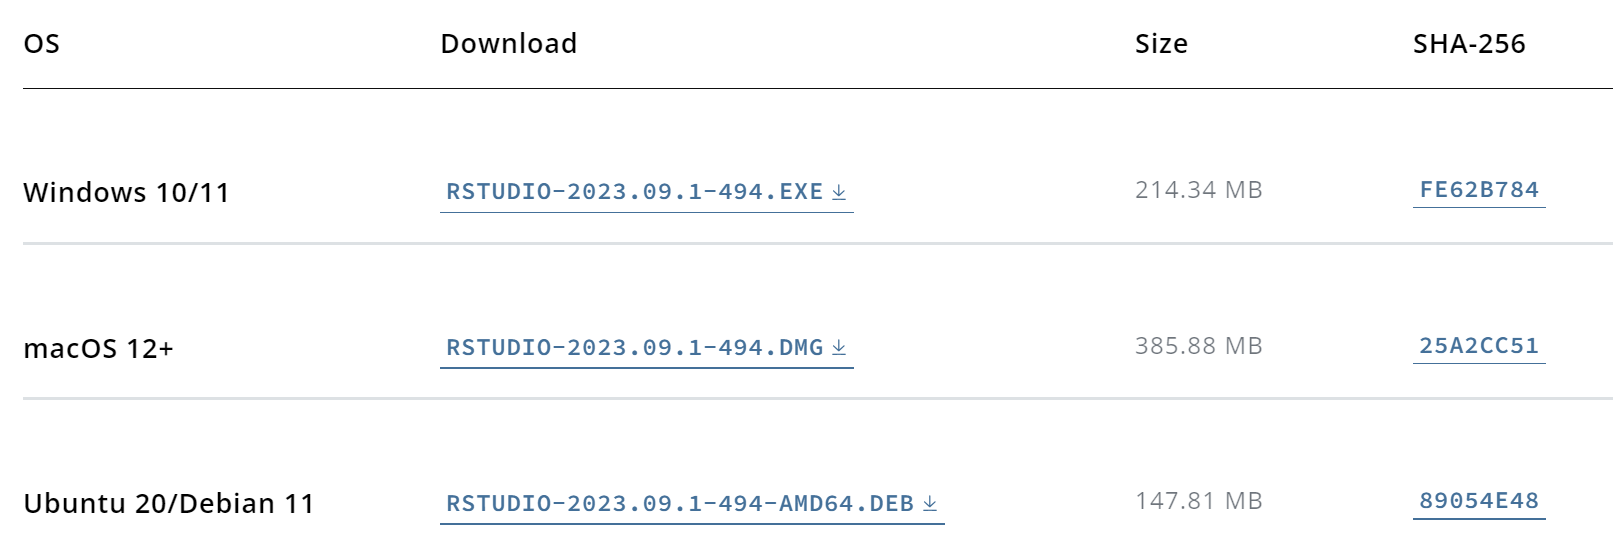 OS Download Size SHA-256
Windows 10/11 RSTUDIO-2023.09.1-494.EXE 214.34 MB FE62B784
macOS 12+ RSTUDIO-2023.09.1-494.DMG 385.88 MB 25A2CC51
Ubuntu 20/Debian 11 RSTUDIO-2023.09.1-494-AMD64.DEB 147.81 MB 89054E48